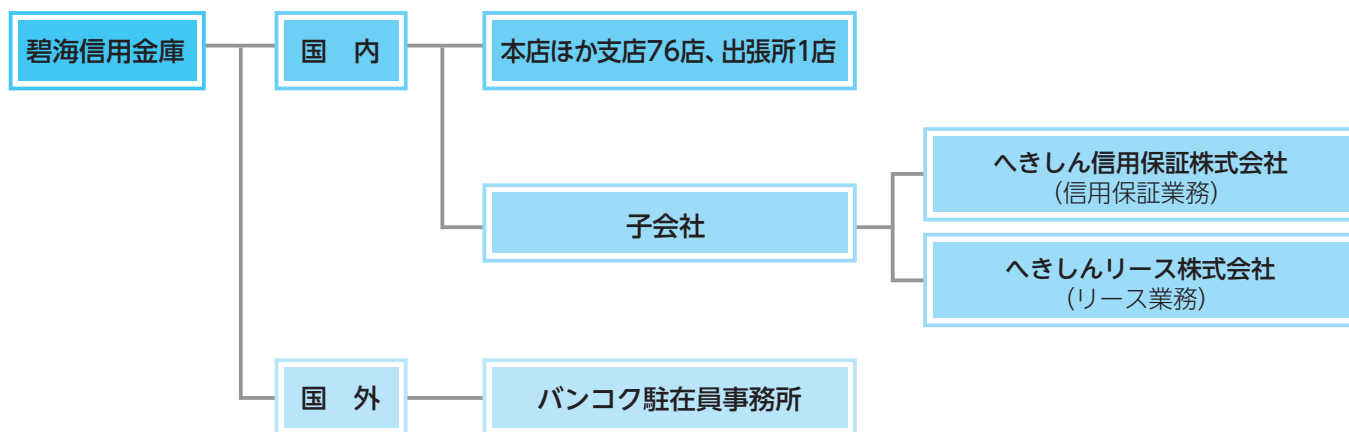 碧海信用金庫
国　内
本店ほか支店76店、出張所1店
子会社
へきしん信用保証株式会社
(信用保証業務)
へきしんリース株式会社
(リース業務)
国　外
バンコク駐在員事務所